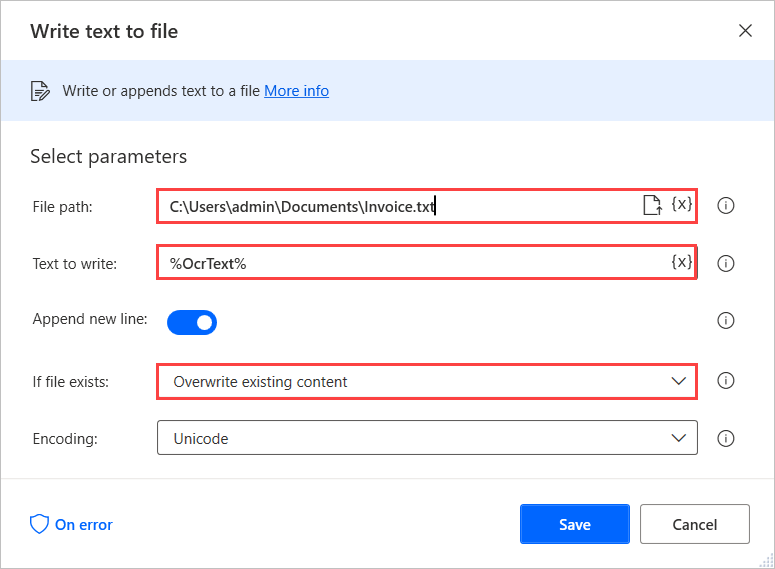 Write text to file
Write or appends text to a file More info
Select parameters
File path: C:\Users\admin\Documents\Invoice.txt {x}
Text to write: %OcrText% {x}
Append new line:
If file exists: Overwrite existing content
Encoding: Unicode
On error Save Cancel